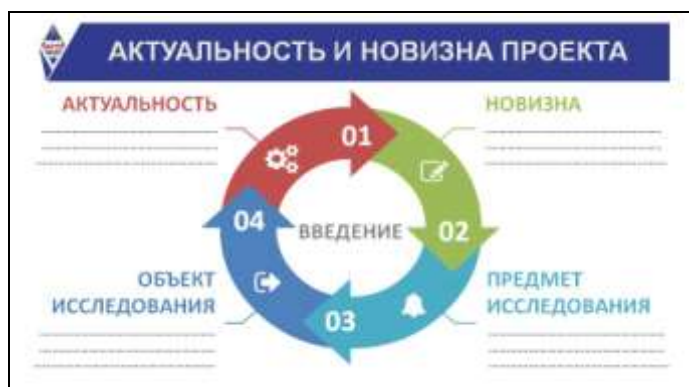 АКТУАЛЬНОСТЬ И НОВИЗНА ПРОЕКТА
АКТУАЛЬНОСТЬ
НОВИЗНА
01
04
ВВЕДЕНИЕ
02
ОБЪЕКТ
ИССЛЕДОВАНИЯ
ПРЕДМЕТ
ИССЛЕДОВАНИЯ
03